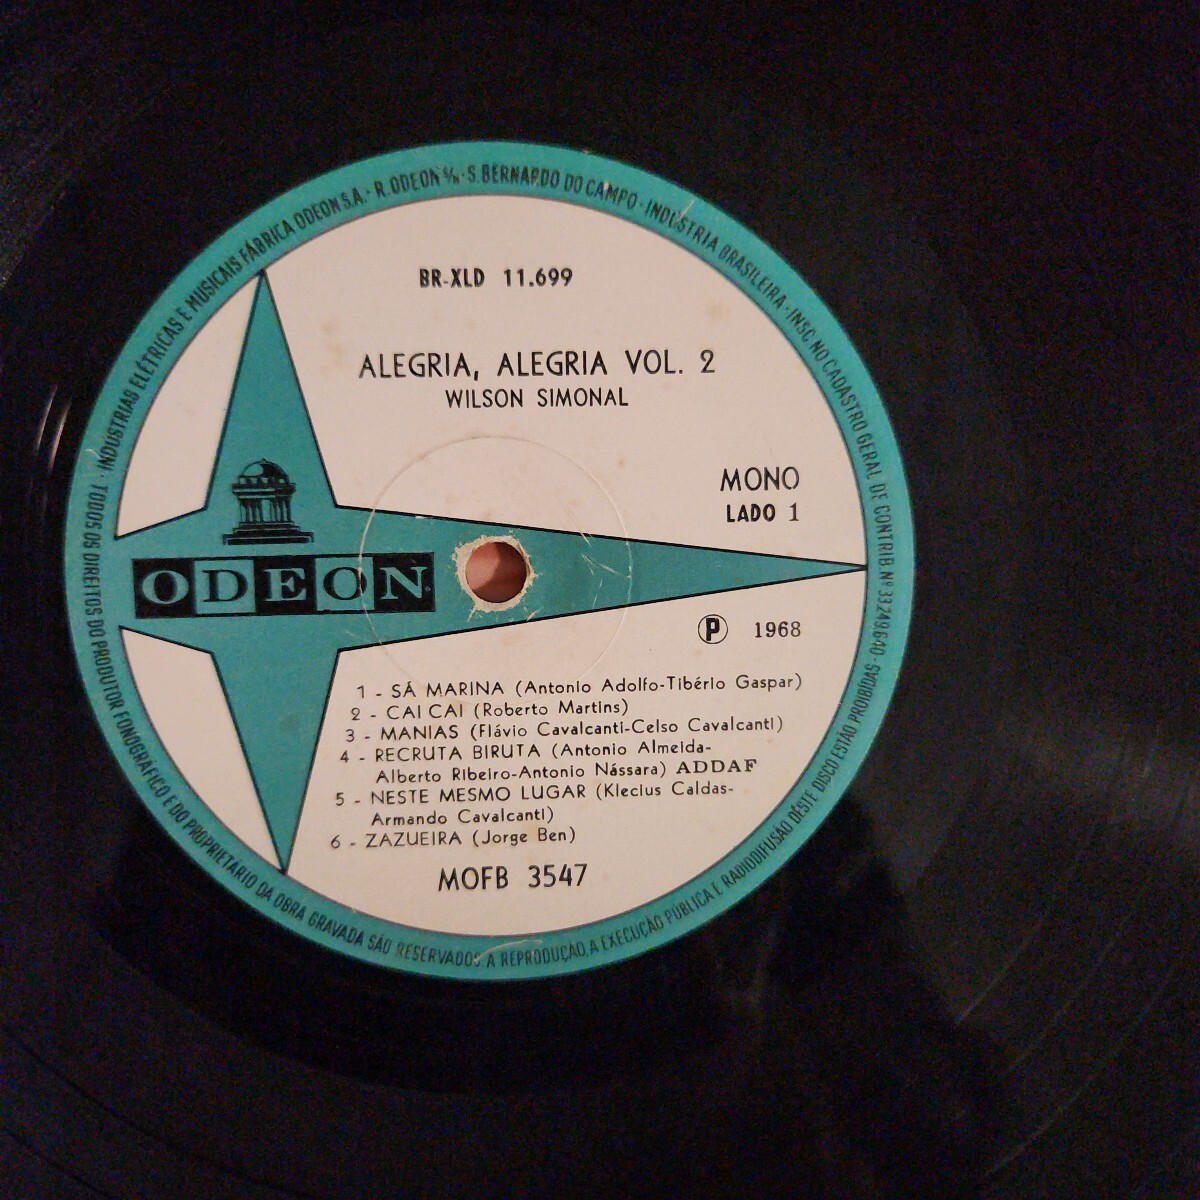 INDÚSTRIAS ELÉTRICAS E MUSICAIS FÁBRICA ODEON S.A. · R. ODEON S/N · S. BERNARDO DO CAMPO · INDÚSTRIA BRASILEIRA · INSC NO CADASTRO GERAL DE CONTRIB Nº 33249640 ·
BR-XLD 11.699
ALEGRIA, ALEGRIA VOL. 2
WILSON SIMONAL
MONO
LADO 1
ODEON
P 1968
1 - SÁ MARINA (Antonio Adolfo-Tibério Gaspar)
2 - CAI CAI (Roberto Martins)
3 - MANIAS (Flávio Cavalcanti-Celso Cavalcanti)
4 - RECRUTA BIRUTA (Antonio Almeida-
Alberto Ribeiro-Antonio Nássara) ADDAF
5 - NESTE MESMO LUGAR (Klecius Caldas-
Armando Cavalcanti)
6 - ZAZUEIRA (Jorge Ben)
MOFB 3547
TODOS OS DIREITOS DO PRODUTOR FONOGRÁFICO E DO PROPRIETÁRIO DA OBRA GRAVADA SÃO RESERVADOS. A REPRODUÇÃO, A EXECUÇÃO PÚBLICA E RADIODIFUSÃO DÊSTE DISCO ESTÃO PROIBIDAS ·